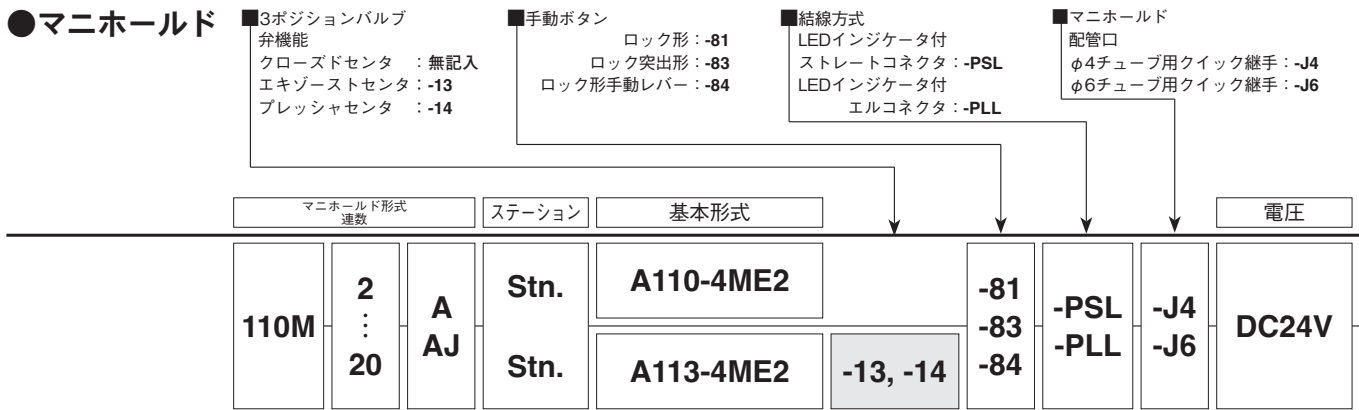 ●マニホールド
■3ポジションバルブ
弁機能
クローズドセンタ ：無記入
エキゾーストセンタ：-13
プレッシャセンタ ：-14
■手動ボタン
ロック形：-81
ロック突出形：-83
ロック形手動レバー：-84
■結線方式
LEDインジケータ付
ストレートコネクタ：-PSL
LEDインジケータ付
エルコネクタ：-PLL
■マニホールド
配管口
φ4チューブ用クイック継手：-J4
φ6チューブ用クイック継手：-J6
マニホールド形式
連数
ステーション
基本形式
電圧
110M
2
⋮
20
A
AJ
Stn.
Stn.
A110-4ME2
A113-4ME2
-13, -14
-81
-83
-84
-PSL
-PLL
-J4
-J6
DC24V